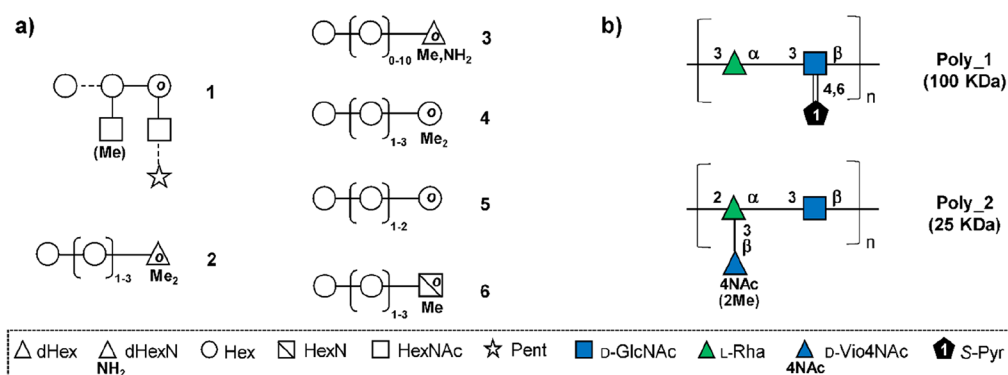 a)
o
1
(Me)
o
1-3
Me₂
2
o
0-10
Me,NH₂
3
o
1-3
Me₂
4
o
1-2
5
o
1-3
Me
6
b)
3 α 3 β
4,6
1
n
Poly_1
(100 KDa)
2 α 3 β
3
β
4NAc
(2Me)
n
Poly_2
(25 KDa)
dHex
NH₂ dHexN
Hex
HexN
HexNAc
Pent
D-GlcNAc
L-Rha
4NAc D-Vio4NAc
1 S-Pyr